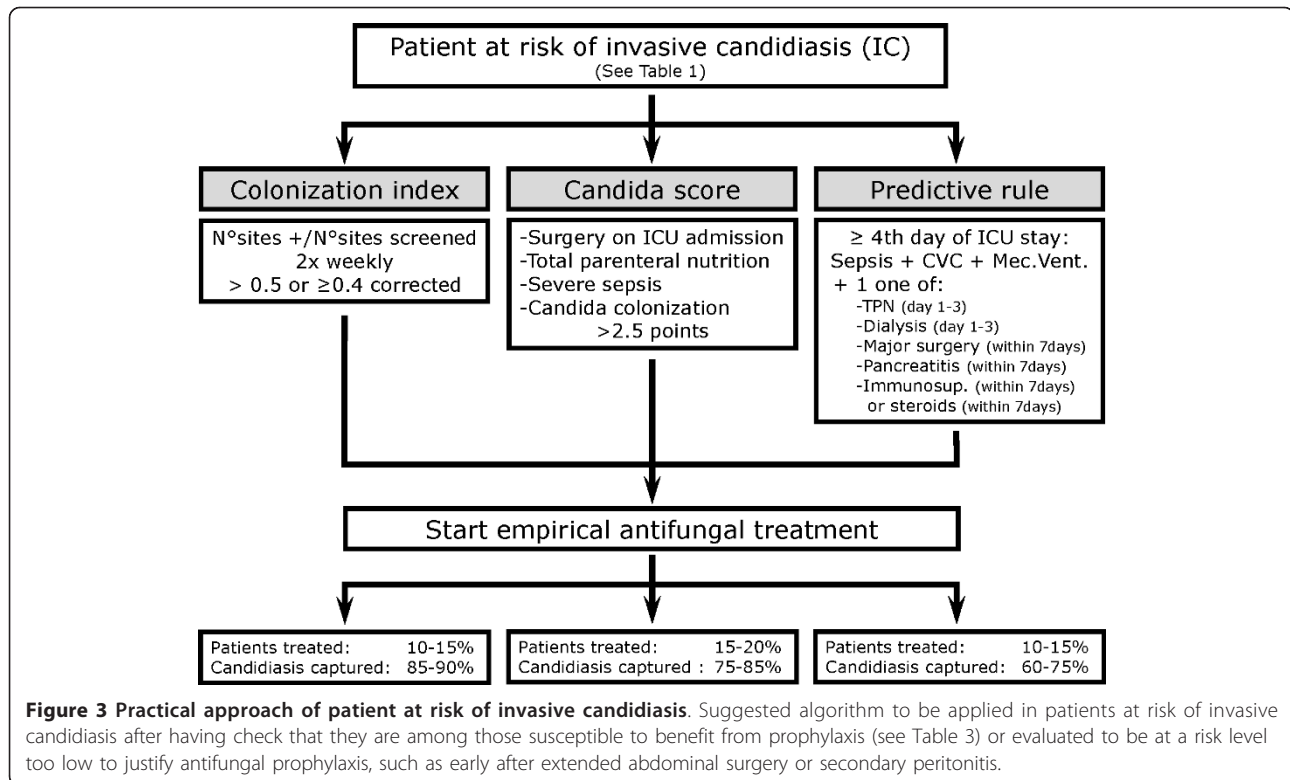 Patient at risk of invasive candidiasis (IC)
(See Table 1)
Colonization index
N°sites +/N°sites screened
2x weekly
> 0.5 or ≥0.4 corrected
Candida score
-Surgery on ICU admission
-Total parenteral nutrition
-Severe sepsis
-Candida colonization
>2.5 points
Predictive rule
≥ 4th day of ICU stay:
Sepsis + CVC + Mec.Vent.
+ 1 one of:
-TPN (day 1-3)
-Dialysis (day 1-3)
-Major surgery (within 7days)
-Pancreatitis (within 7days)
-Immunosup. (within 7days)
or steroids (within 7days)
Start empirical antifungal treatment
Patients treated: 10-15%
Candidiasis captured: 85-90%
Patients treated: 15-20%
Candidiasis captured : 75-85%
Patients treated: 10-15%
Candidiasis captured: 60-75%
Figure 3 Practical approach of patient at risk of invasive candidiasis. Suggested algorithm to be applied in patients at risk of invasive
candidiasis after having check that they are among those susceptible to benefit from prophylaxis (see Table 3) or evaluated to be at a risk level
too low to justify antifungal prophylaxis, such as early after extended abdominal surgery or secondary peritonitis.